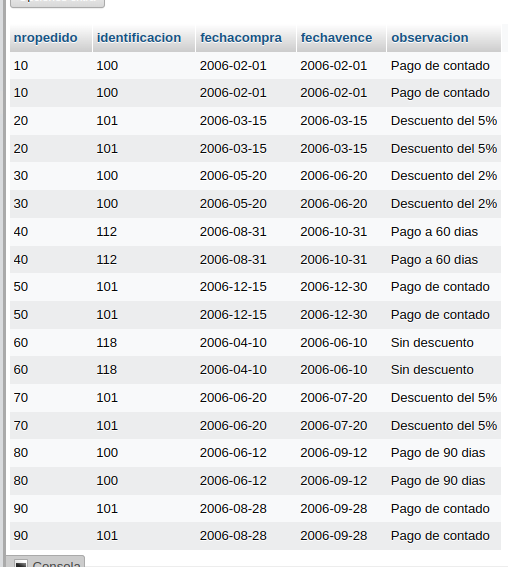 nropedido identificacion fechacompra fechavence observacion
10 100 2006-02-01 2006-02-01 Pago de contado
10 100 2006-02-01 2006-02-01 Pago de contado
20 101 2006-03-15 2006-03-15 Descuento del 5%
20 101 2006-03-15 2006-03-15 Descuento del 5%
30 100 2006-05-20 2006-06-20 Descuento del 2%
30 100 2006-05-20 2006-06-20 Descuento del 2%
40 112 2006-08-31 2006-10-31 Pago a 60 dias
40 112 2006-08-31 2006-10-31 Pago a 60 dias
50 101 2006-12-15 2006-12-30 Pago de contado
50 101 2006-12-15 2006-12-30 Pago de contado
60 118 2006-04-10 2006-06-10 Sin descuento
60 118 2006-04-10 2006-06-10 Sin descuento
70 101 2006-06-20 2006-07-20 Descuento del 5%
70 101 2006-06-20 2006-07-20 Descuento del 5%
80 100 2006-06-12 2006-09-12 Pago de 90 dias
80 100 2006-06-12 2006-09-12 Pago de 90 dias
90 101 2006-08-28 2006-09-28 Pago de contado
90 101 2006-08-28 2006-09-28 Pago de contado
Consola